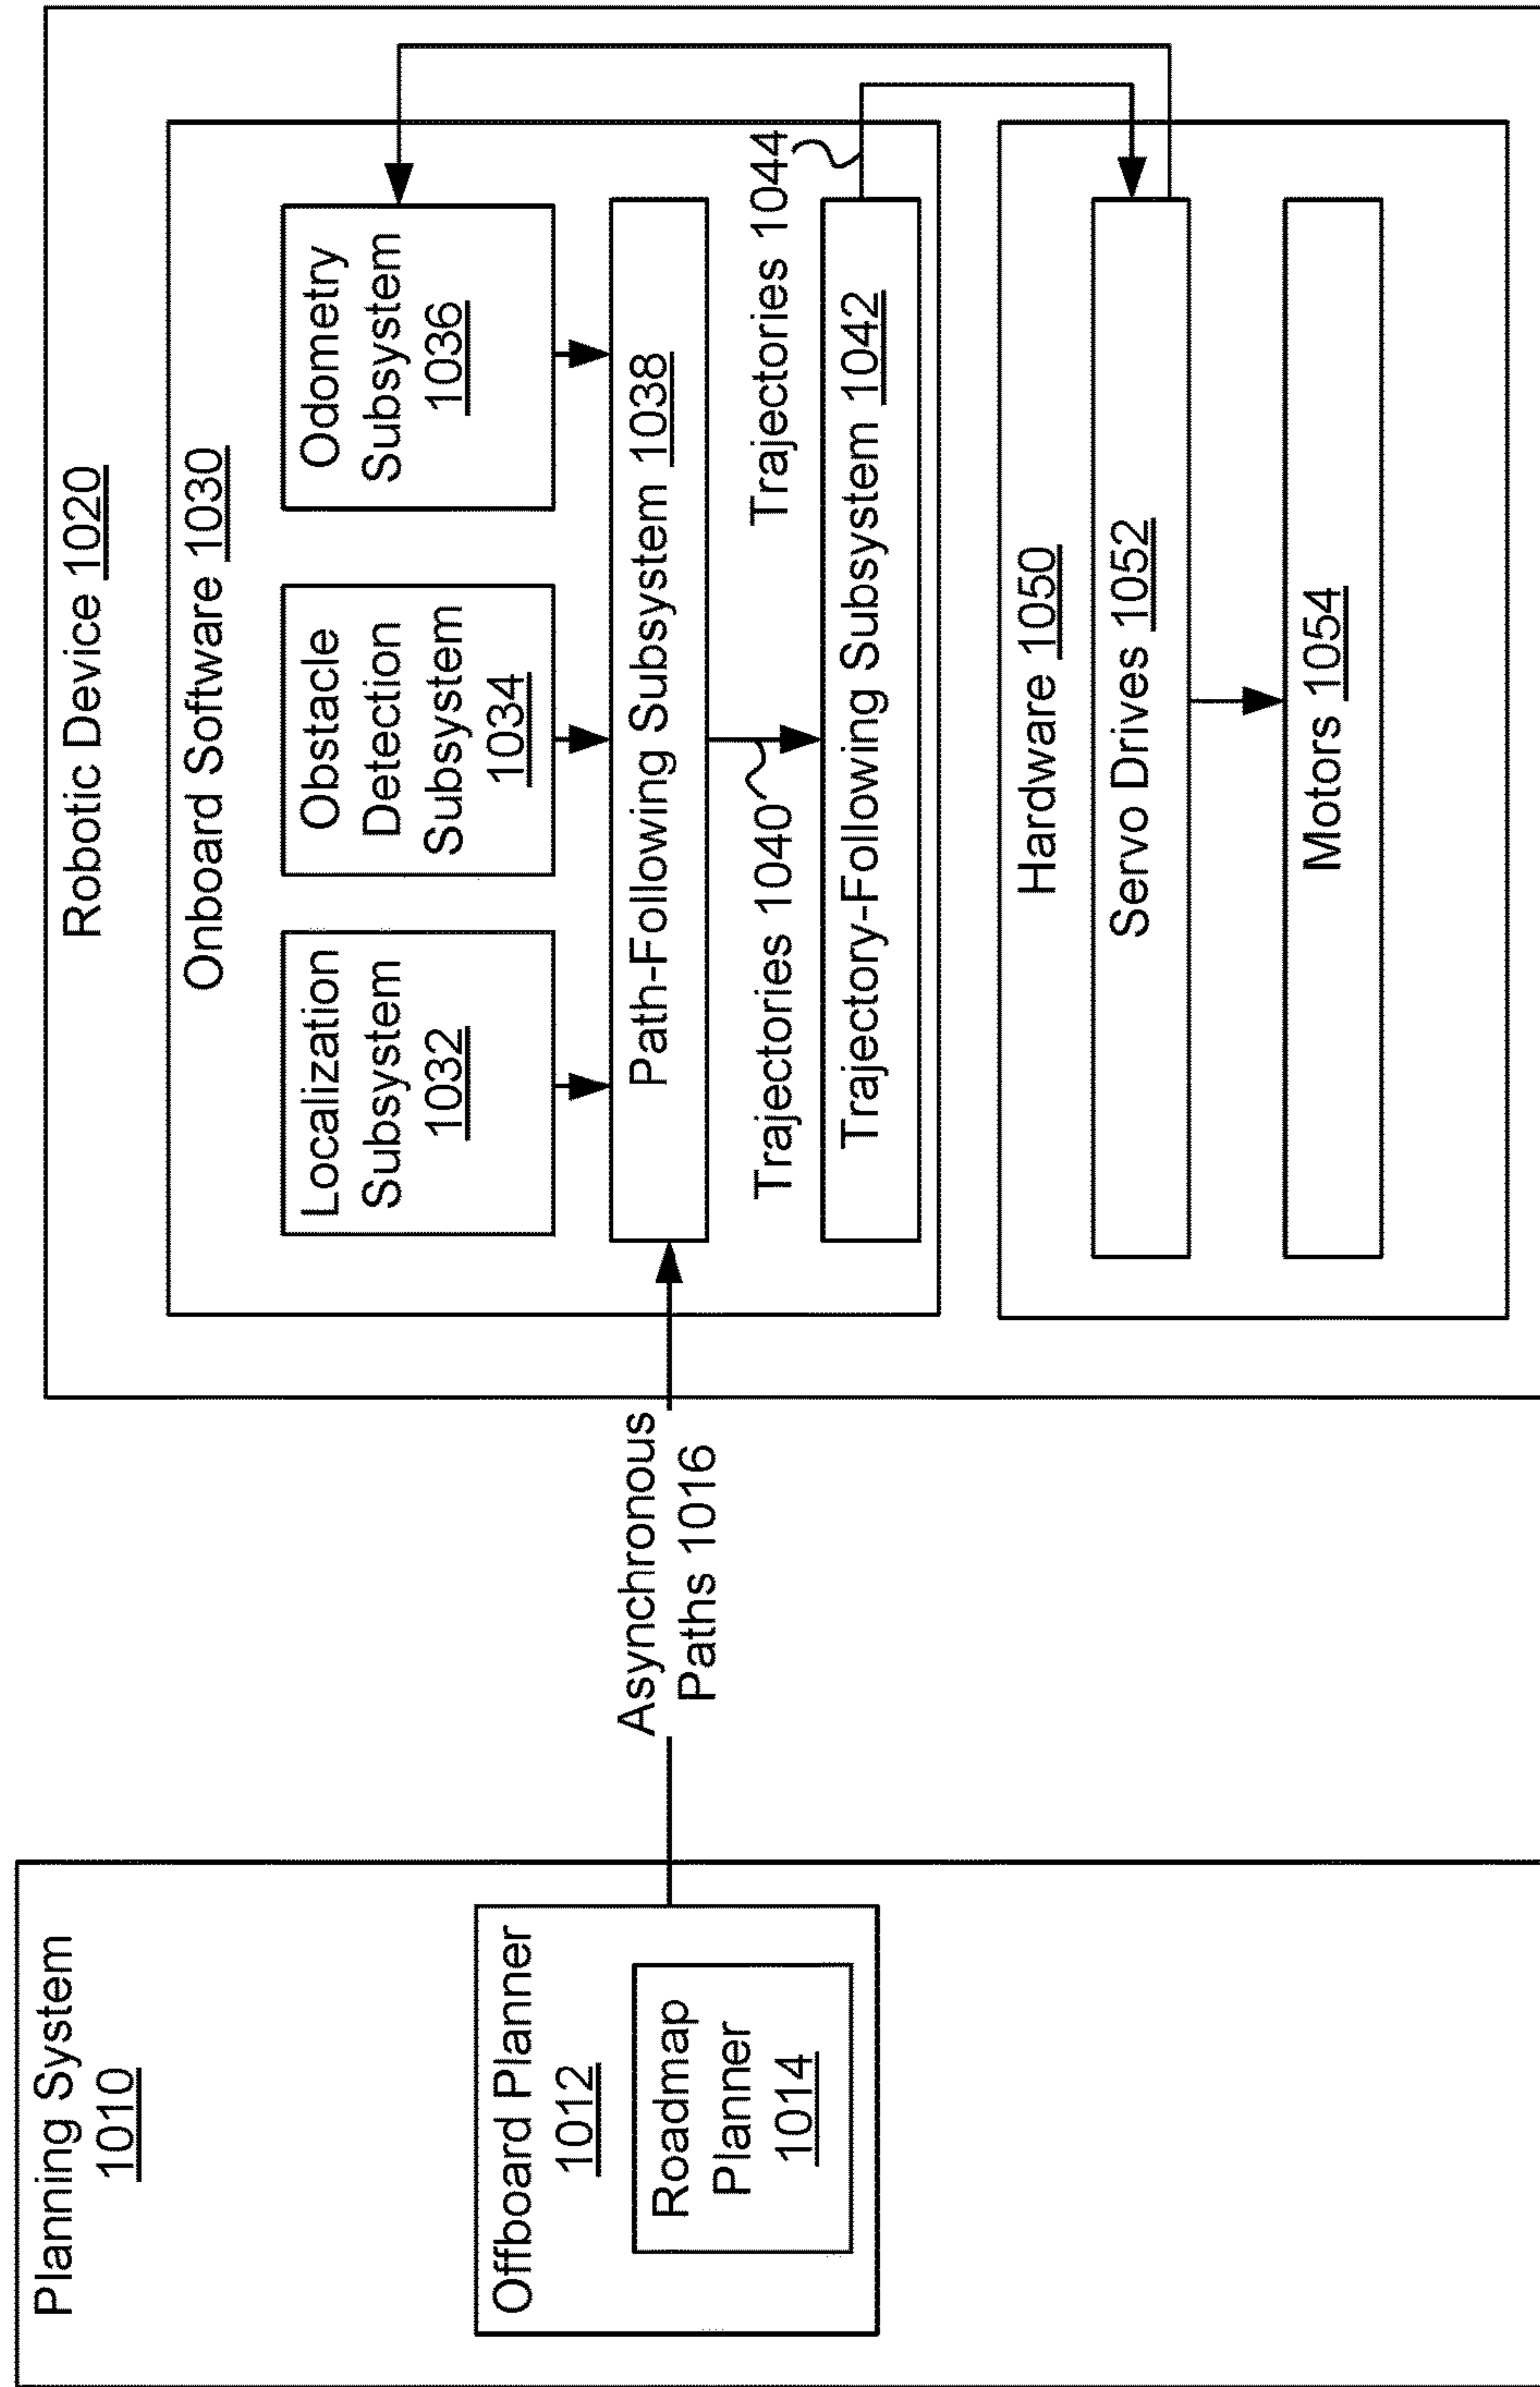 Planning System
1010
Offboard Planner
1012
Roadmap
Planner
1014
Asynchronous
Paths 1016
Robotic Device 1020
Onboard Software 1030
Localization
Subsystem
1032
Obstacle
Detection
Subsystem
1034
Odometry
Subsystem
1036
Path-Following Subsystem 1038
Trajectories 1040
Trajectories 1044
Trajectory-Following Subsystem 1042
Hardware 1050
Servo Drives 1052
Motors 1054